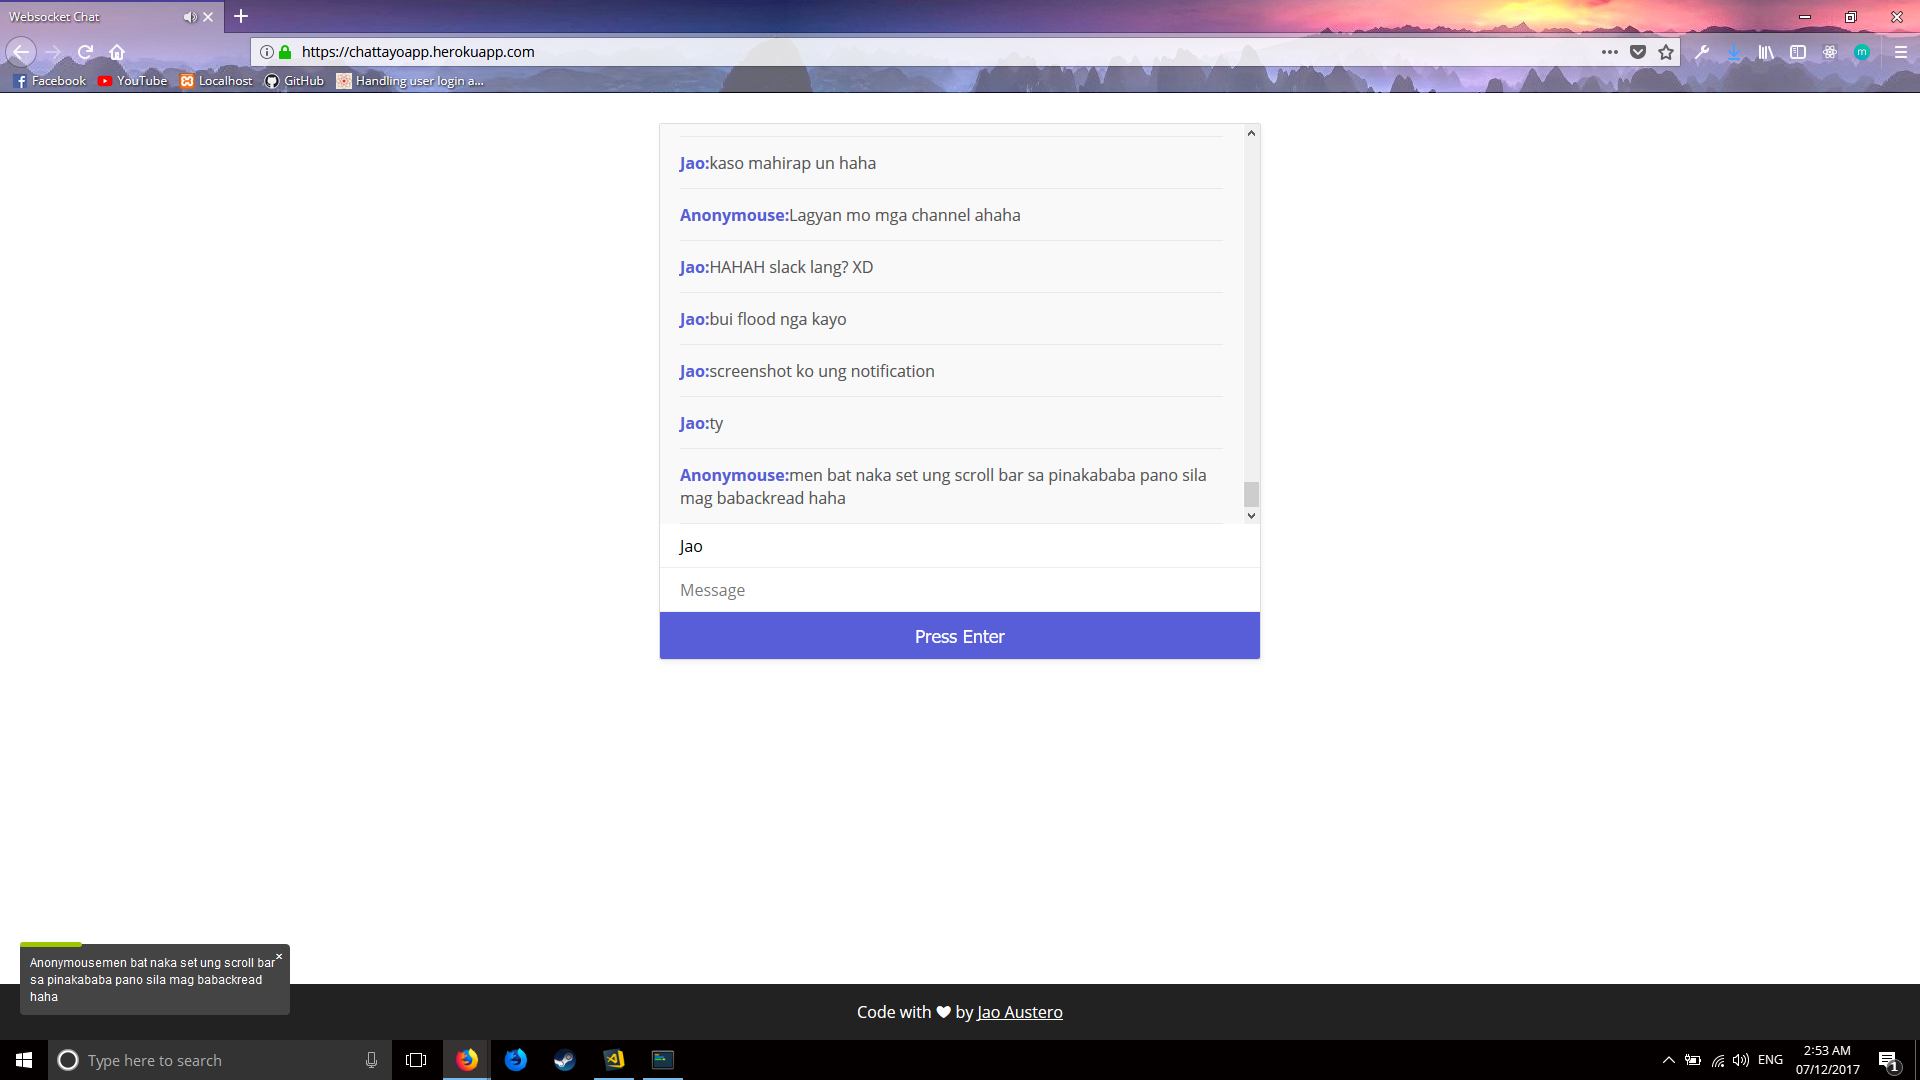 Websocket Chat
https://chattayoapp.herokuapp.com
Facebook YouTube Localhost GitHub Handling user login a...
Jao:kaso mahirap un haha
Anonymouse:Lagyan mo mga channel ahaha
Jao:HAHAH slack lang? XD
Jao:bui flood nga kayo
Jao:screenshot ko ung notification
Jao:ty
Anonymouse:men bat naka set ung scroll bar sa pinakababa pano sila
mag babackread haha
Jao
Message
Press Enter
Anonymousemen bat naka set ung scroll bar
sa pinakababa pano sila mag babackread
haha
Code with ♥ by Jao Austero
Type here to search
ENG
2:53 AM
07/12/2017
1